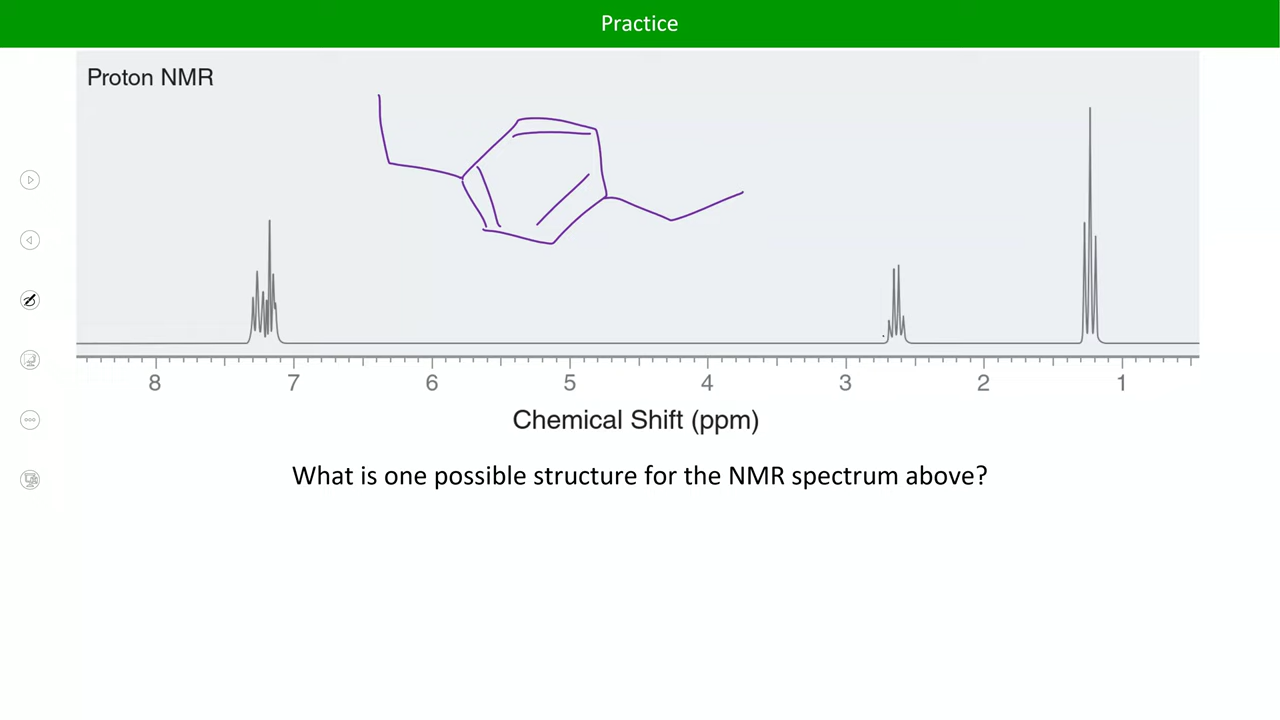 Practice
Proton NMR
8 7 6 5 4 3 2 1
Chemical Shift (ppm)
What is one possible structure for the NMR spectrum above?